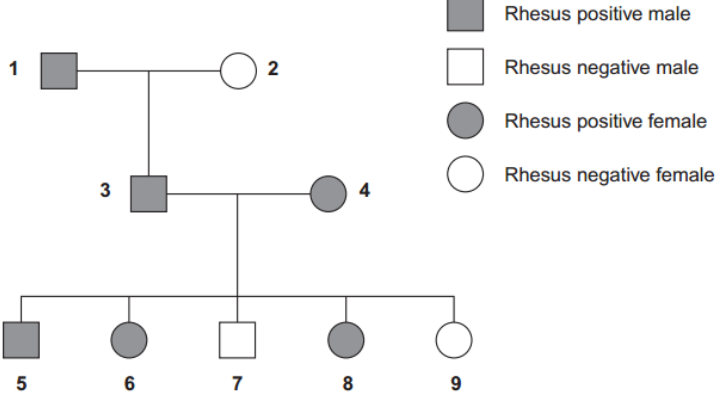 Rhesus positive male
1
2
Rhesus negative male
Rhesus positive female
Rhesus negative female
3
4
5 6 7 8 9